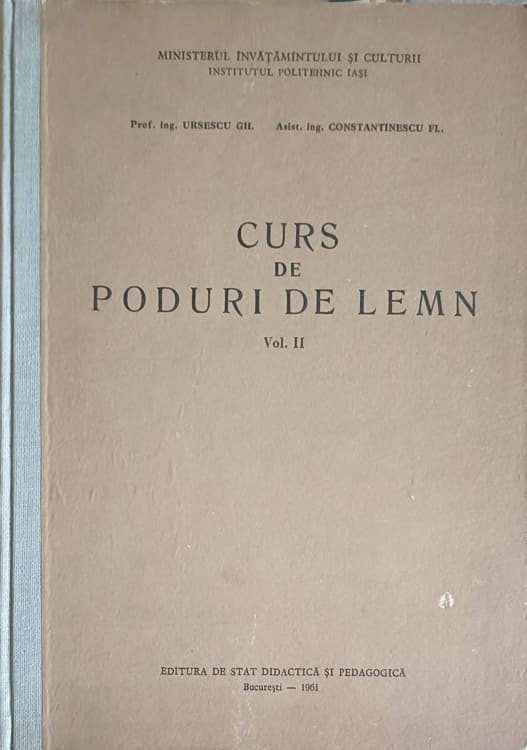 MINISTERUL ÎNVĂȚĂMÎNTULUI ȘI CULTURII
INSTITUTUL POLITEHNIC IAȘI
Prof. ing. URSESCU GH. Asist. ing. CONSTANTINESCU FL.
CURS
DE
PODURI DE LEMN
Vol. II
EDITURA DE STAT DIDACTICĂ ȘI PEDAGOGICĂ
București — 1961